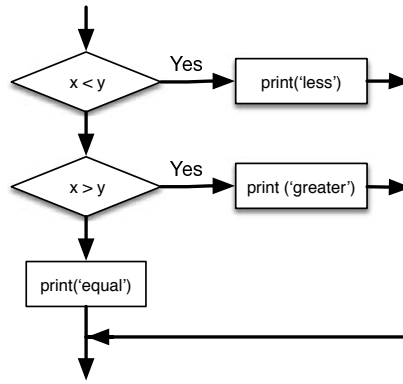 Yes
x < y
print(‘less’)
Yes
x > y
print (‘greater’)
print(‘equal’)